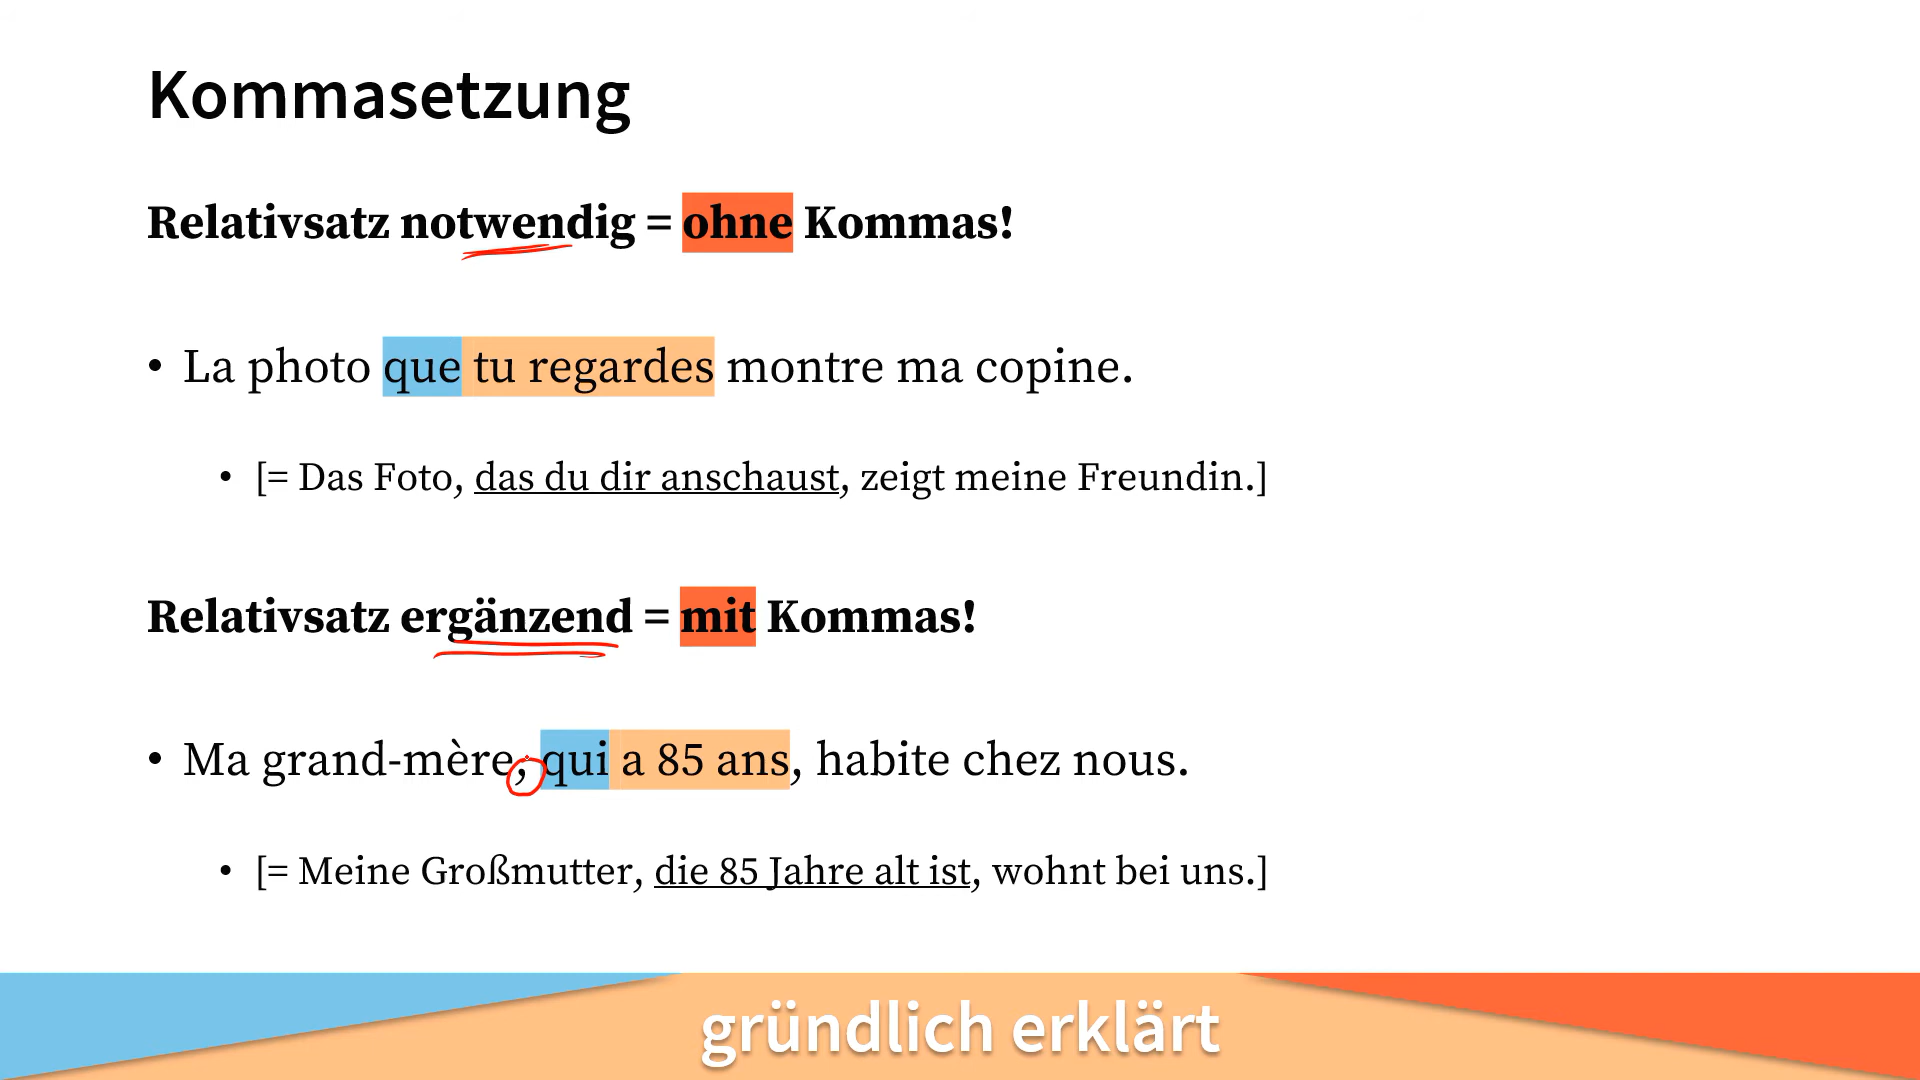 Kommasetzung
Relativsatz notwendig = ohne Kommas!
• La photo que tu regardes montre ma copine.
• [= Das Foto, das du dir anschaust, zeigt meine Freundin.]
Relativsatz ergänzend = mit Kommas!
• Ma grand-mère, qui a 85 ans, habite chez nous.
• [= Meine Großmutter, die 85 Jahre alt ist, wohnt bei uns.]
gründlich erklärt